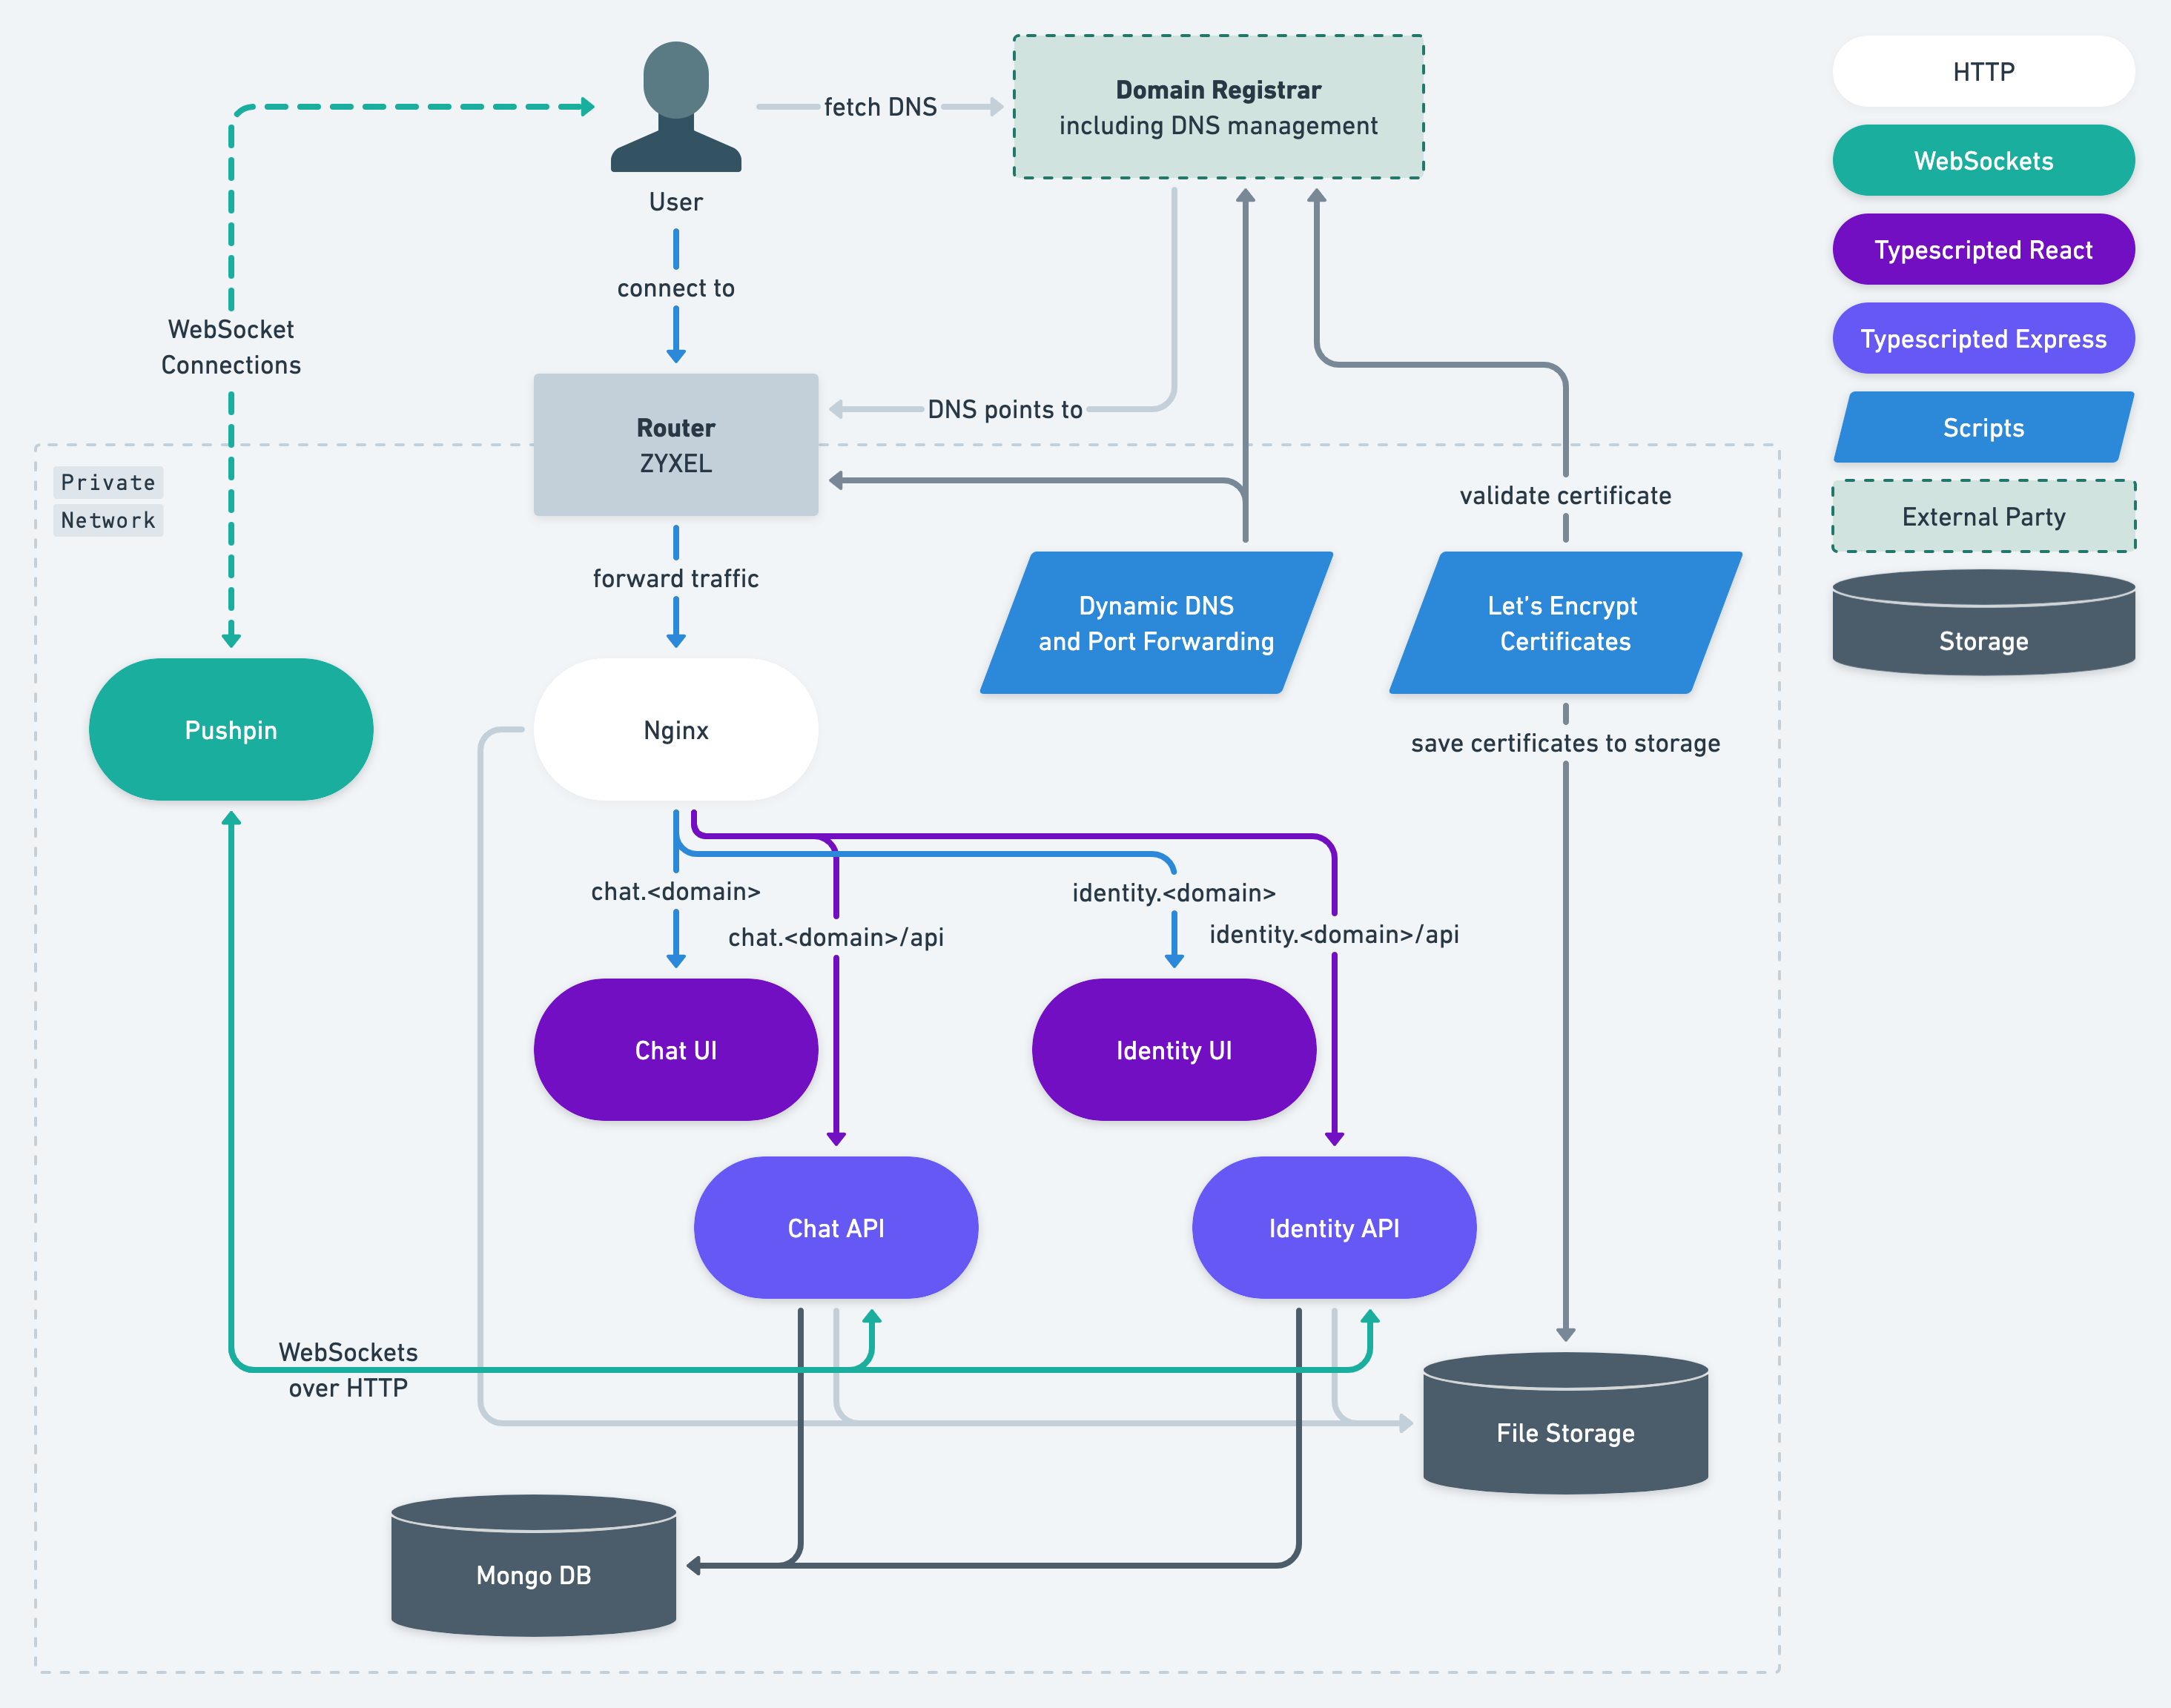 Domain Registrar
including DNS management
fetch DNS
User
connect to
WebSocket
Connections
DNS points to
Router
ZYXEL
Private
Network
validate certificate
forward traffic
Dynamic DNS
and Port Forwarding
Let’s Encrypt
Certificates
Pushpin
Nginx
save certificates to storage
chat.<domain>
identity.<domain>
chat.<domain>/api
identity.<domain>/api
Chat UI
Identity UI
Chat API
Identity API
WebSockets
over HTTP
File Storage
Mongo DB
HTTP
WebSockets
Typescripted React
Typescripted Express
Scripts
External Party
Storage